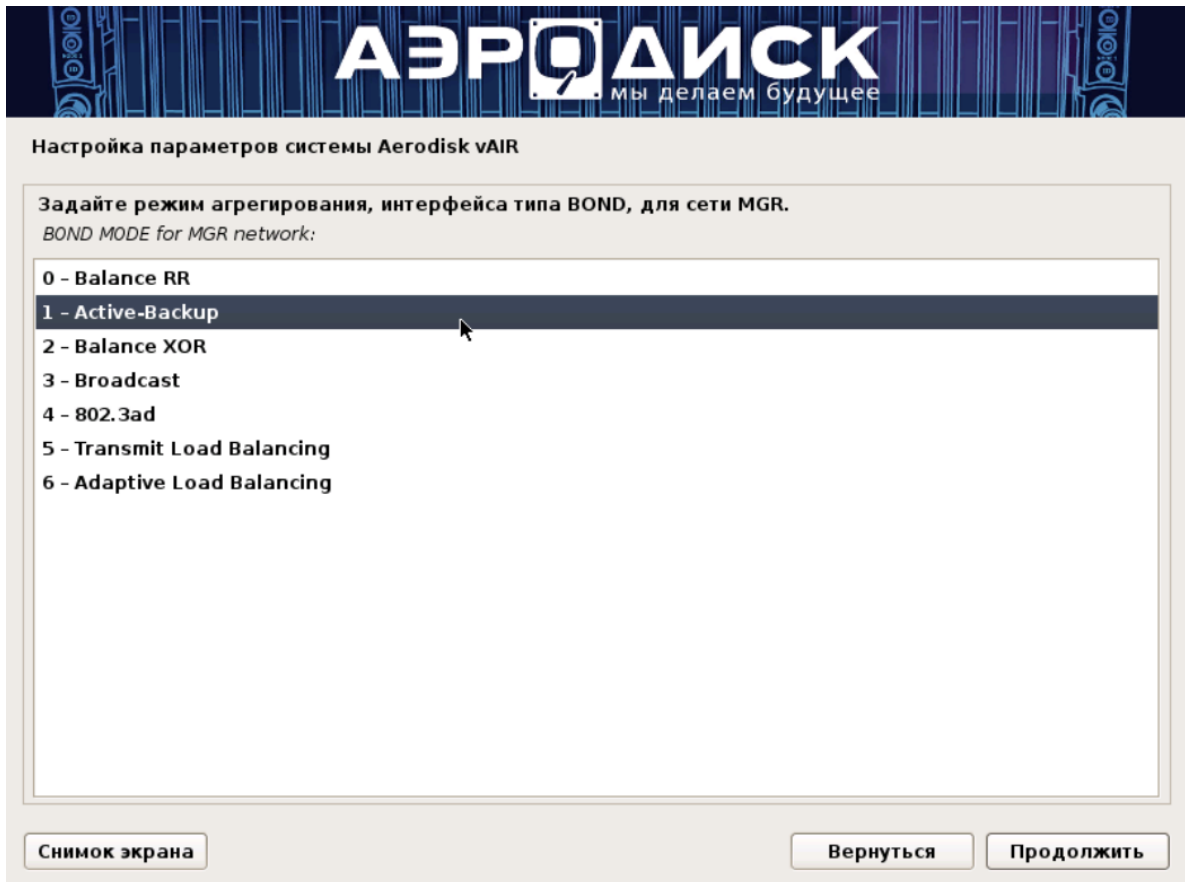 АЭРОДИСК
мы делаем будущее
Настройка параметров системы Aerodisk vAIR
Задайте режим агрегирования, интерфейса типа BOND, для сети MGR.
BOND MODE for MGR network:
0 – Balance RR
1 – Active-Backup
2 – Balance XOR
3 – Broadcast
4 – 802.3ad
5 – Transmit Load Balancing
6 – Adaptive Load Balancing
Снимок экрана
Вернуться
Продолжить